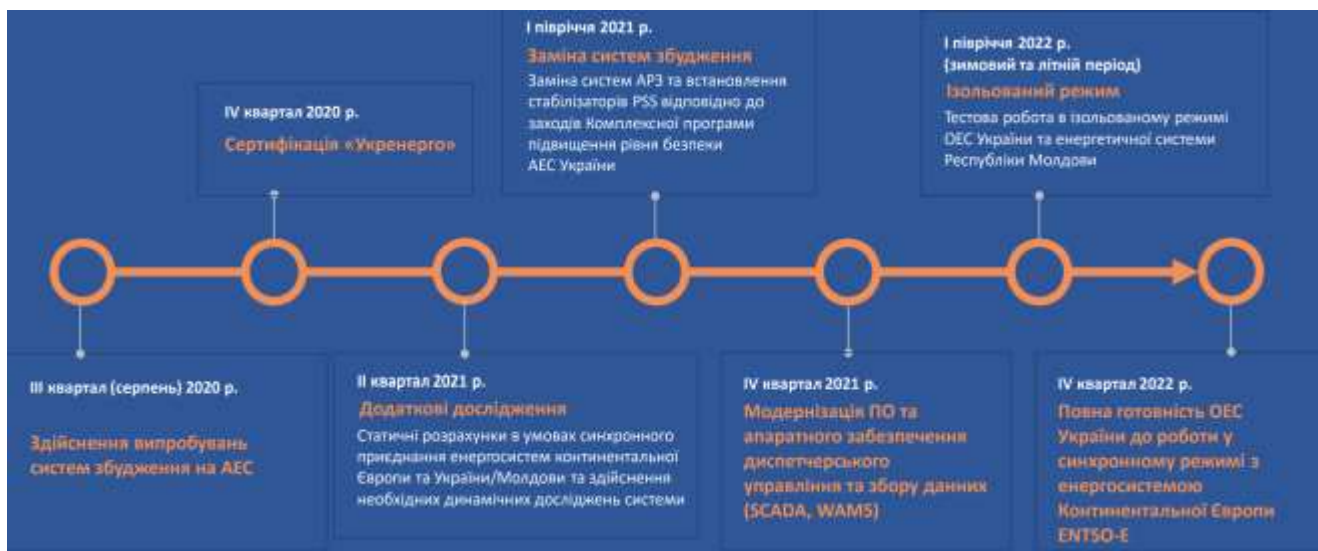 III квартал (серпень) 2020 р.
Здійснення випробувань
систем збудження на АЕС
IV квартал 2020 р.
Сертифікація «Укренерго»
II квартал 2021 р.
Додаткові дослідження
Статичні розрахунки в умовах синхронного
приєднання енергосистем континентальної
Європи та України/Молдови та здійснення
необхідних динамічних досліджень системи
I півріччя 2021 р.
Заміна систем збудження
Заміна систем АРЗ та встановлення
стабілізаторів PSS відповідно до
заходів Комплексної програми
підвищення рівня безпеки
АЕС України
IV квартал 2021 р.
Модернізація ПО та
апаратного забезпечення
диспетчерського
управління та збору данних
(SCADA, WAMS)
I півріччя 2022 р.
(зимовий та літній період)
Ізольований режим
Тестова робота в ізольованому режимі
ОЕС України та енергетичної системи
Республіки Молдови
IV квартал 2022 р.
Повна готовність ОЕС
України до роботи у
синхронному режимі з
енергосистемою
Континентальної Європи
ENTSO-E